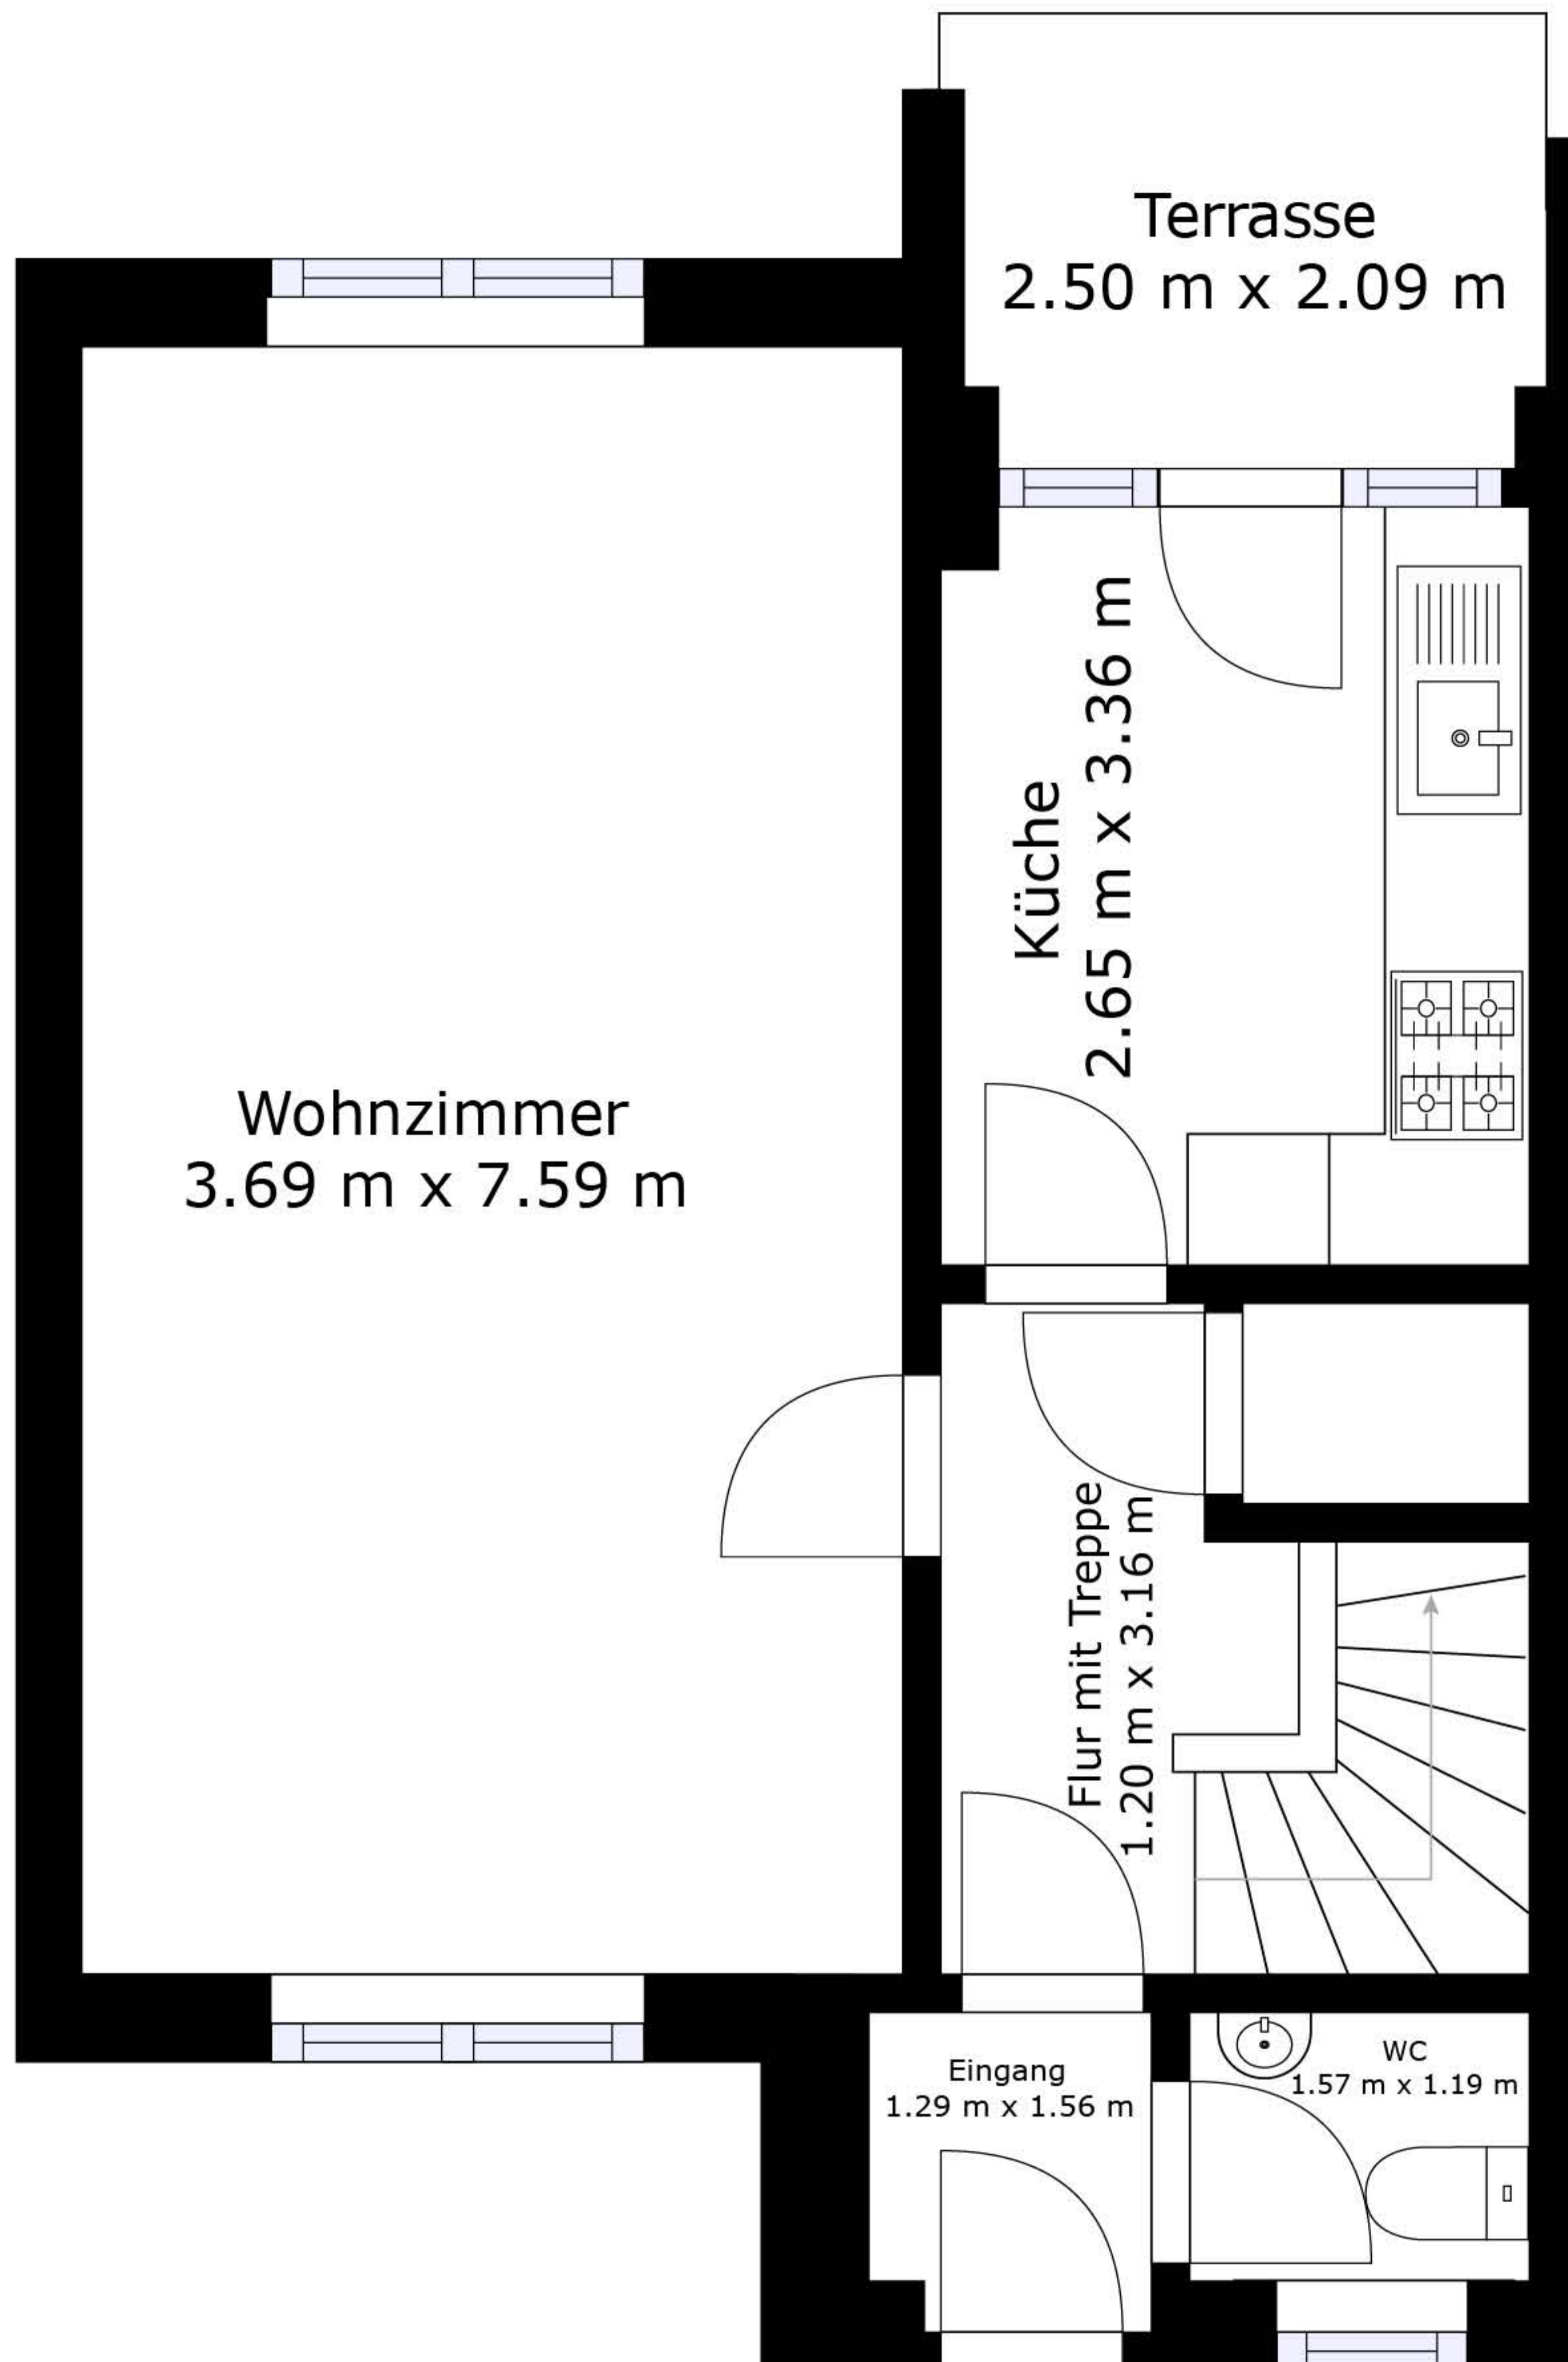 Terrasse
2.50 m x 2.09 m
Küche
2.65 m x 3.36 m
Wohnzimmer
3.69 m x 7.59 m
Flur mit Treppe
1.20 m x 3.16 m
Eingang
1.29 m x 1.56 m
WC
1.57 m x 1.19 m